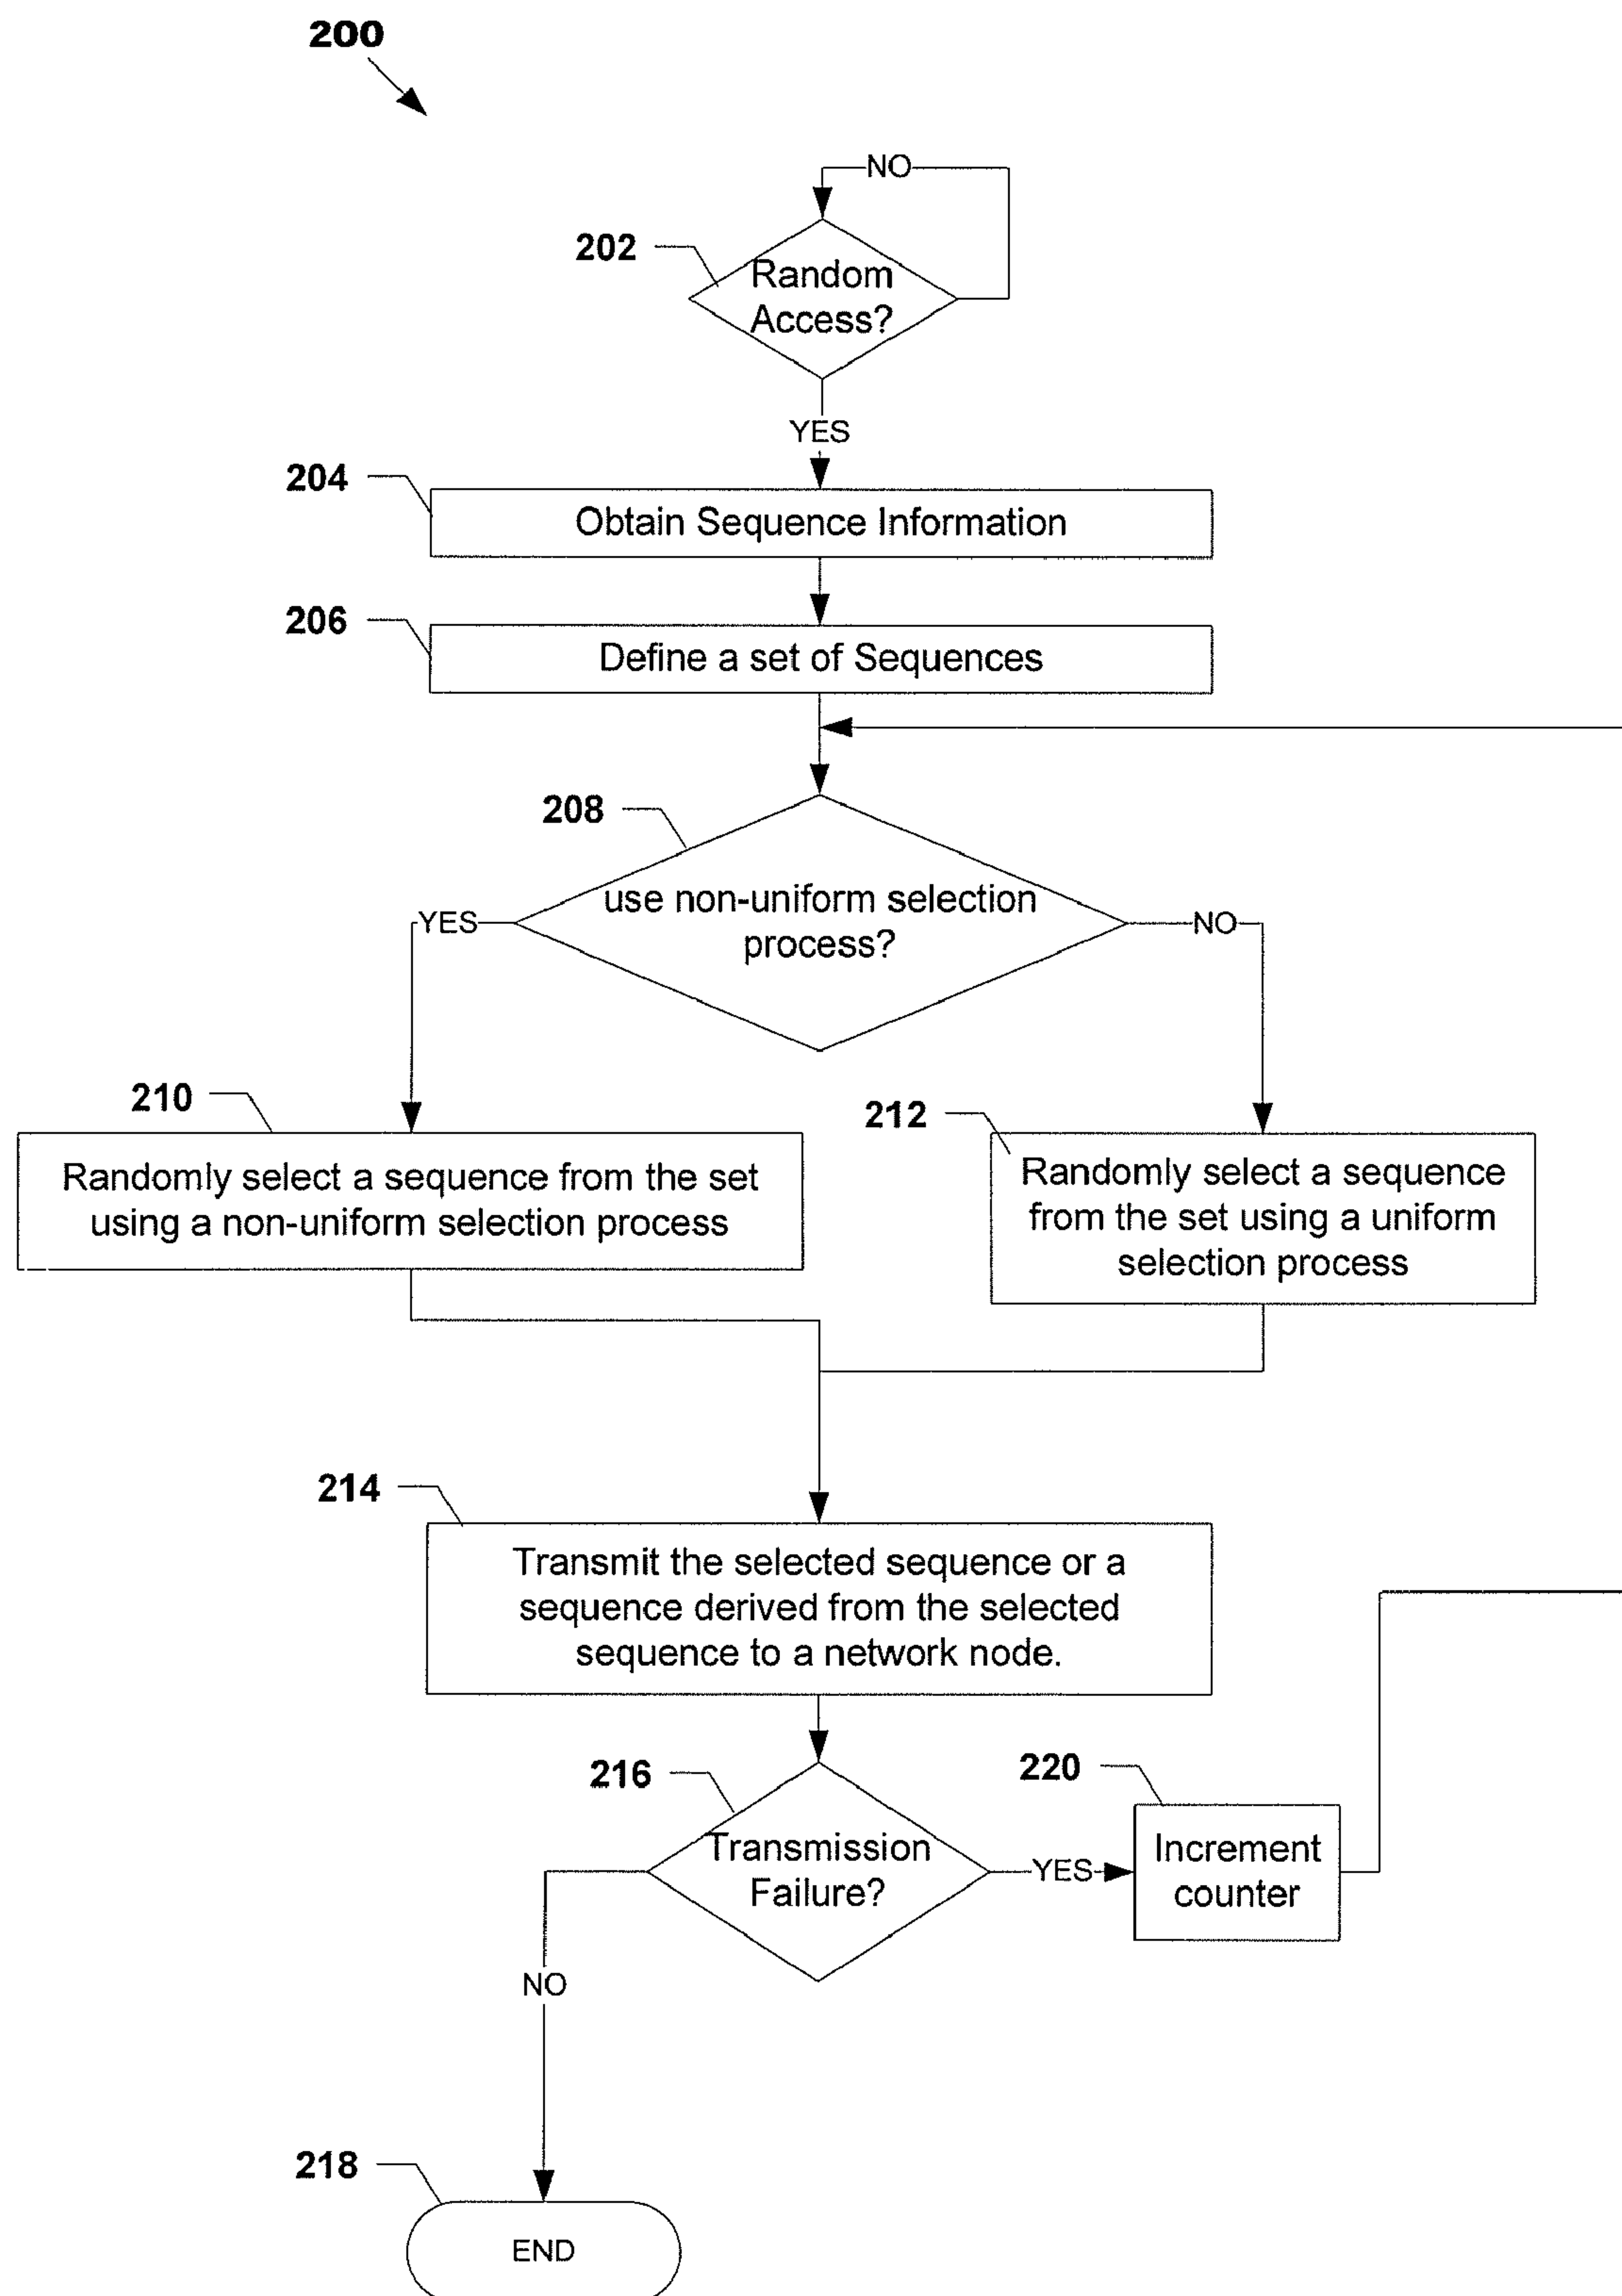 200
NO
202
Random
Access?
YES
204
Obtain Sequence Information
206
Define a set of Sequences
208
use non-uniform selection
process?
YES
NO
210
Randomly select a sequence from the set
using a non-uniform selection process
212
Randomly select a sequence
from the set using a uniform
selection process
214
Transmit the selected sequence or a
sequence derived from the selected
sequence to a network node.
216
Transmission
Failure?
YES
220
Increment
counter
NO
218
END